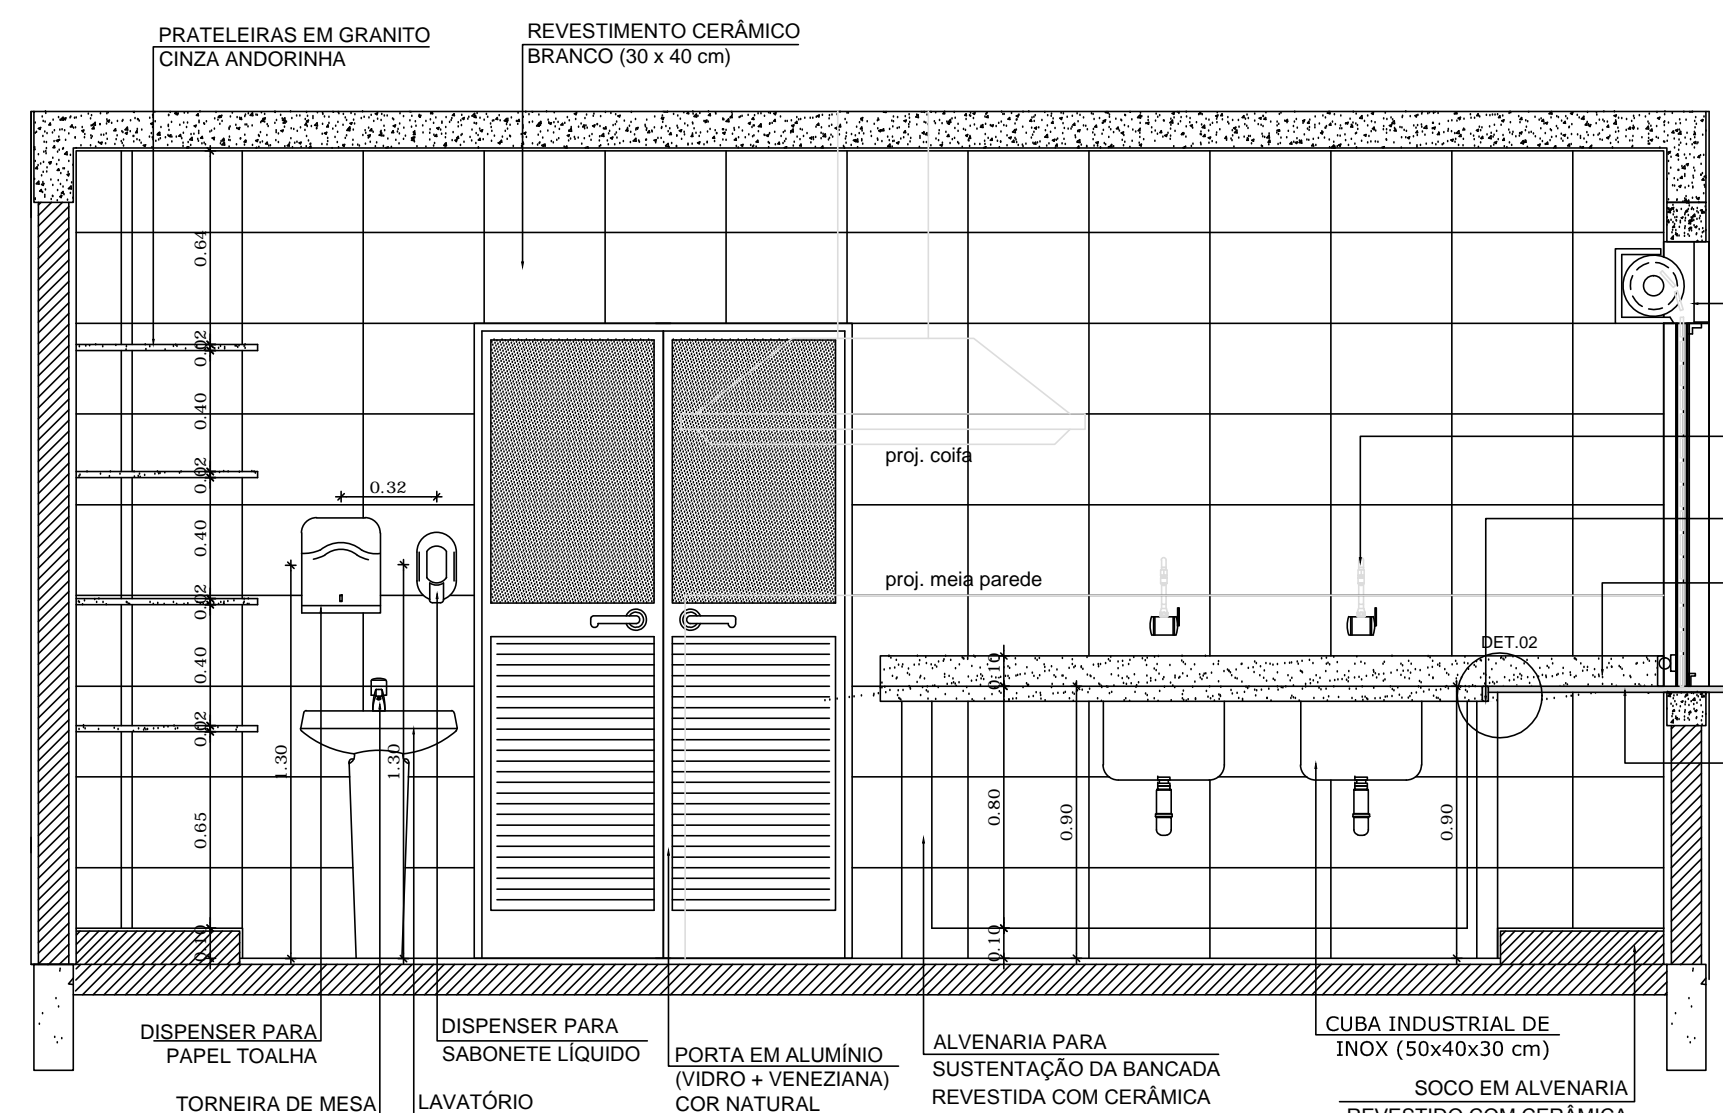 PRATELEIRAS EM GRANITO
CINZA ANDORINHA
REVESTIMENTO CERÂMICO
BRANCO (30 x 40 cm)
0.64
0.02
0.40
0.02
0.40
0.02
0.40
0.02
0.65
0.10
0.32
1.30
1.30
proj. coifa
proj. meia parede
DET.02
0.10
0.80
0.10
0.90
0.90
DISPENSER PARA
PAPEL TOALHA
DISPENSER PARA
SABONETE LÍQUIDO
PORTA EM ALUMÍNIO
(VIDRO + VENEZIANA)
COR NATURAL
ALVENARIA PARA
SUSTENTAÇÃO DA BANCADA
REVESTIDA COM CERÂMICA
CUBA INDUSTRIAL DE
INOX (50x40x30 cm)
SOCO EM ALVENARIA
REVESTIDO COM CERÂMICA
TORNEIRA DE MESA
LAVATÓRIO